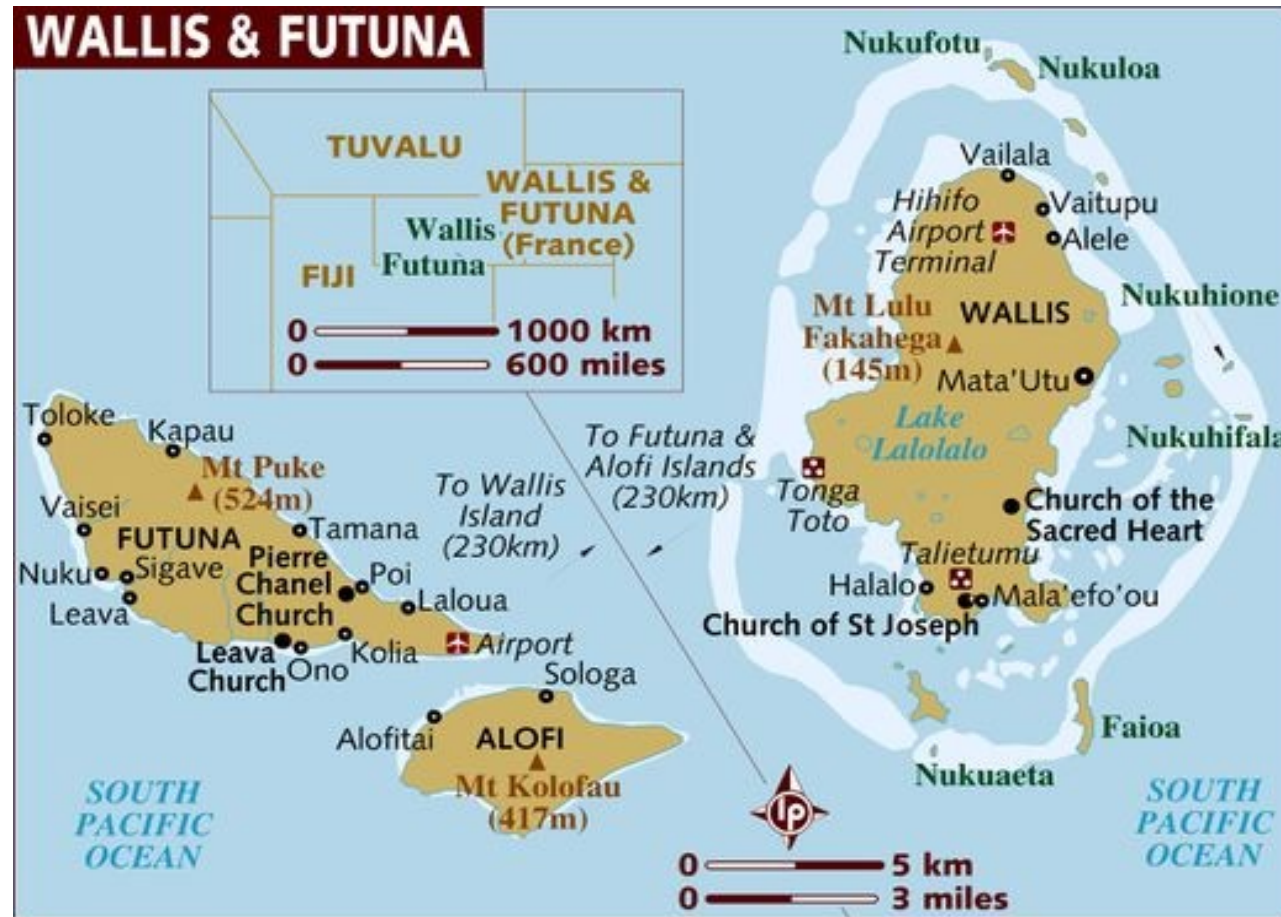 WALLIS & FUTUNA
TUVALU
WALLIS &
FUTUNA
(France)
Wallis
Futuna
FIJI
0 1000 km
0 600 miles
Nukufotu
Nukuloa
Vailala
Hihifo
Airport
Terminal
Vaitupu
Alele
Nukuhione
Mt Lulu
Fakahega
(145m)
WALLIS
Mata'Utu
Lake
Lalolalo
Nukuhifala
To Futuna &
Alofi Islands
(230km)
Tonga
Toto
Church of the
Sacred Heart
Talietumu
Halalo
Mala'efo'ou
Church of St Joseph
Faioa
Nukuaeta
Toloke
Kapau
Mt Puke
(524m)
To Wallis
Island
(230km)
Vaisei
FUTUNA
Tamana
Pierre
Chanel
Church
Nuku
Sigave
Poi
Leava
Laloua
Leava
Church
Ono
Kolia
Airport
Sologa
Alofitai
ALOFI
Mt Kolofau
(417m)
SOUTH
PACIFIC
OCEAN
SOUTH
PACIFIC
OCEAN
lp
0 5 km
0 3 miles